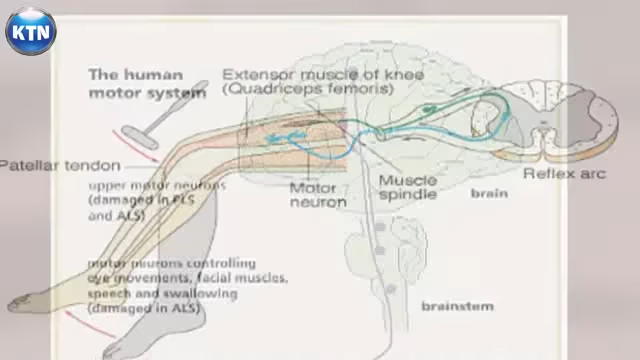 KTN
The human
motor system
Extensor muscle of knee
(Quadriceps femoris)
Patellar tendon
Reflex arc
Muscle
spindle
Motor
neuron
brain
upper motor neurons
(damaged in PLS
and ALS)
motor neurons controlling
eye movements, facial muscles,
speech and swallowing
(damaged in ALS)
brainstem